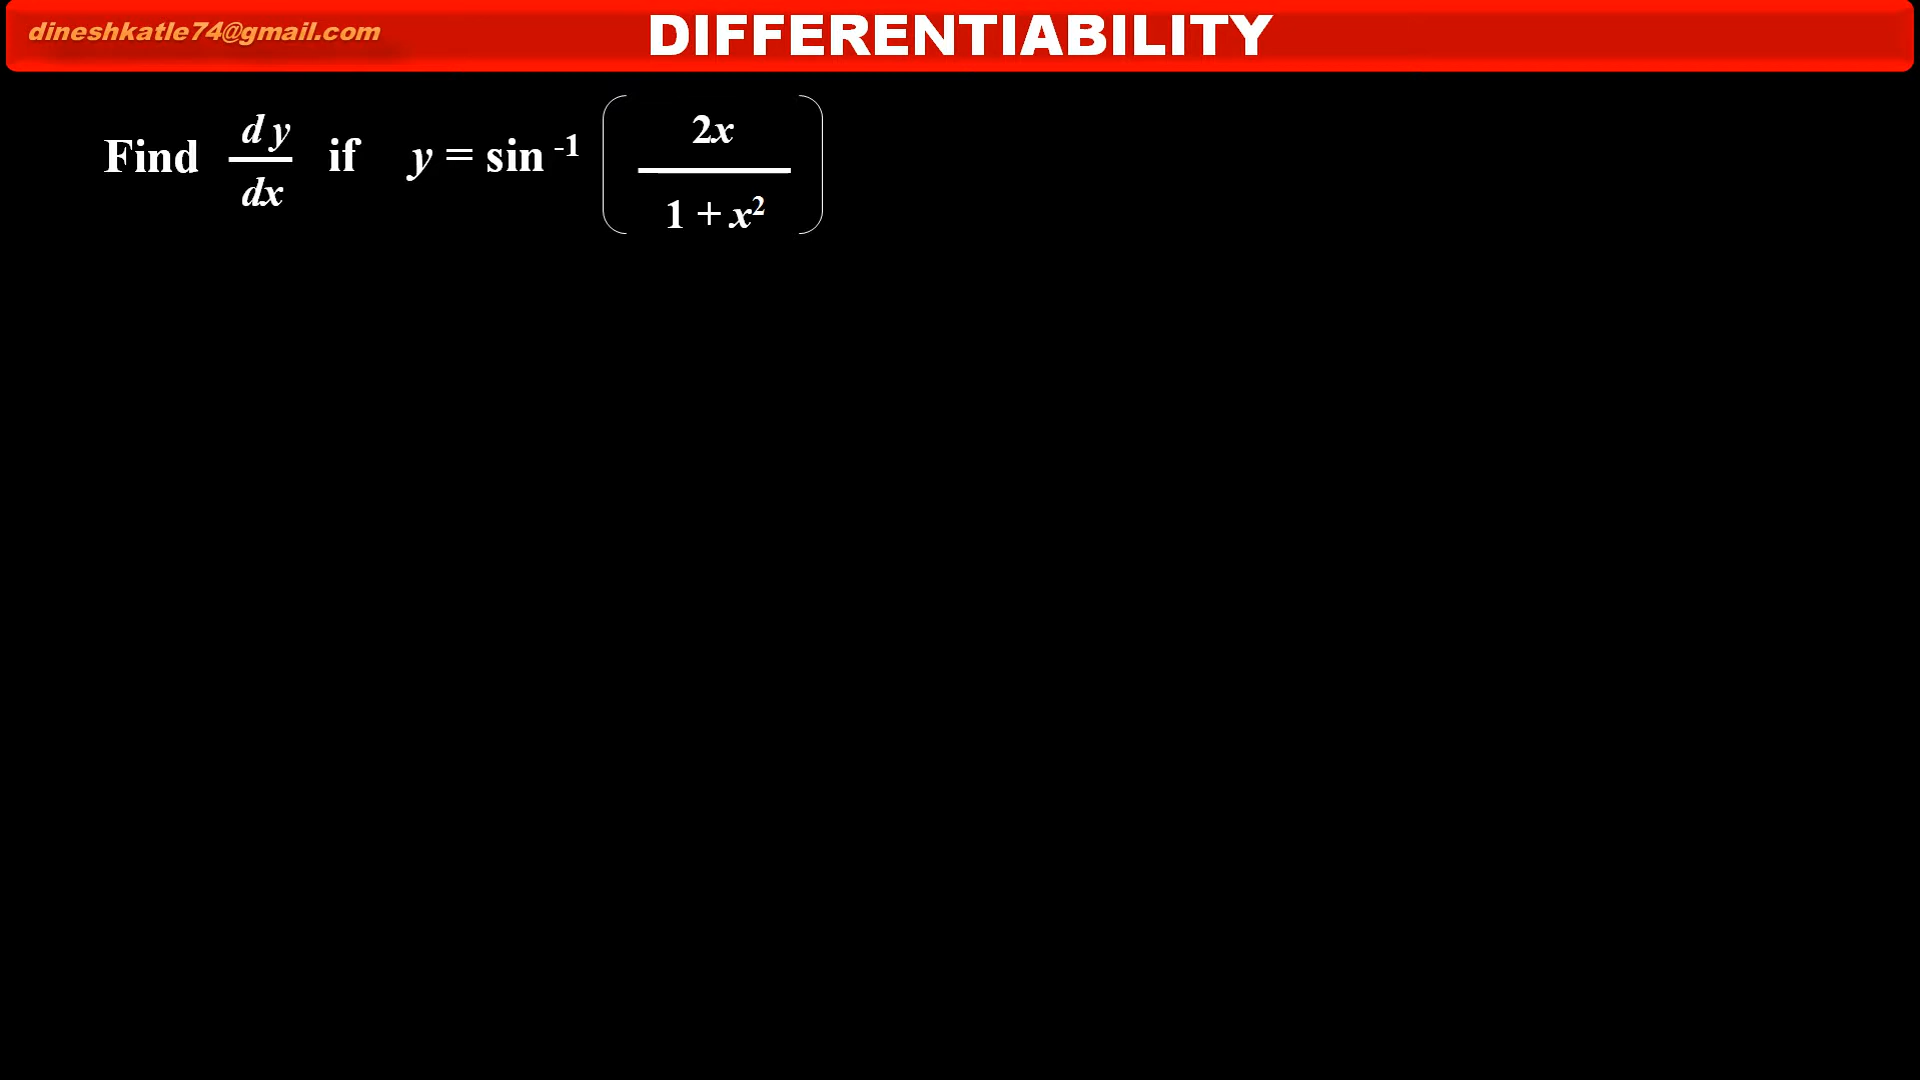 dineshkatle74@gmail.com
DIFFERENTIABILITY
Find dy/dx if y = sin⁻¹ (2x / (1 + x²))